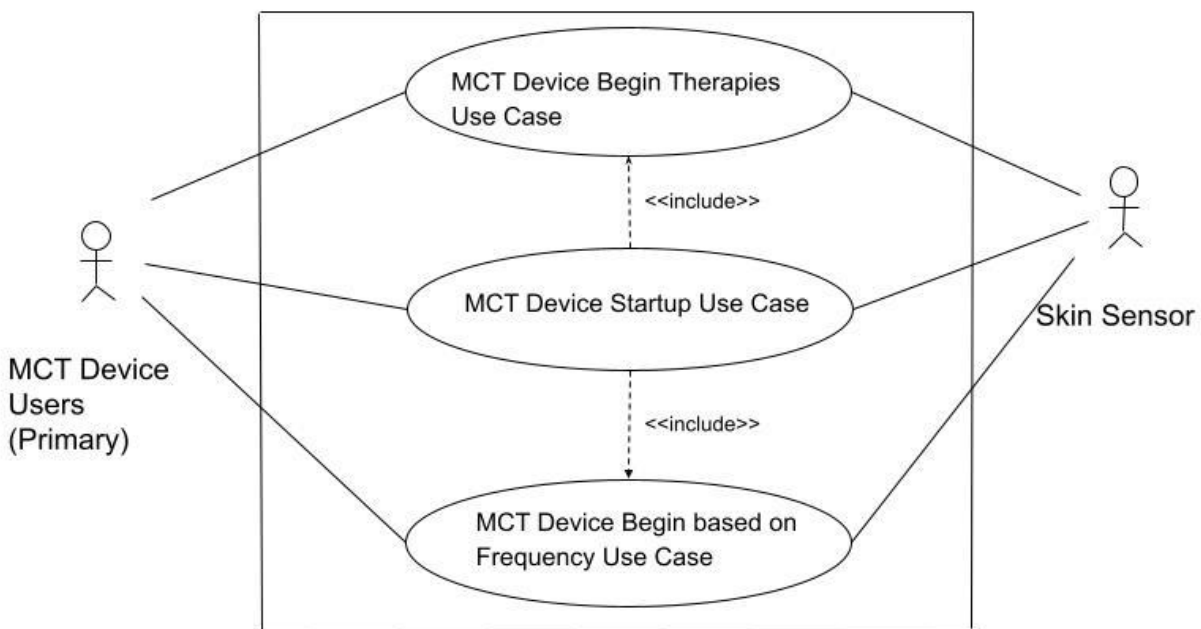 MCT Device Begin Therapies
Use Case
<<include>>
MCT Device Startup Use Case
Skin Sensor
MCT Device
Users
(Primary)
<<include>>
MCT Device Begin based on
Frequency Use Case